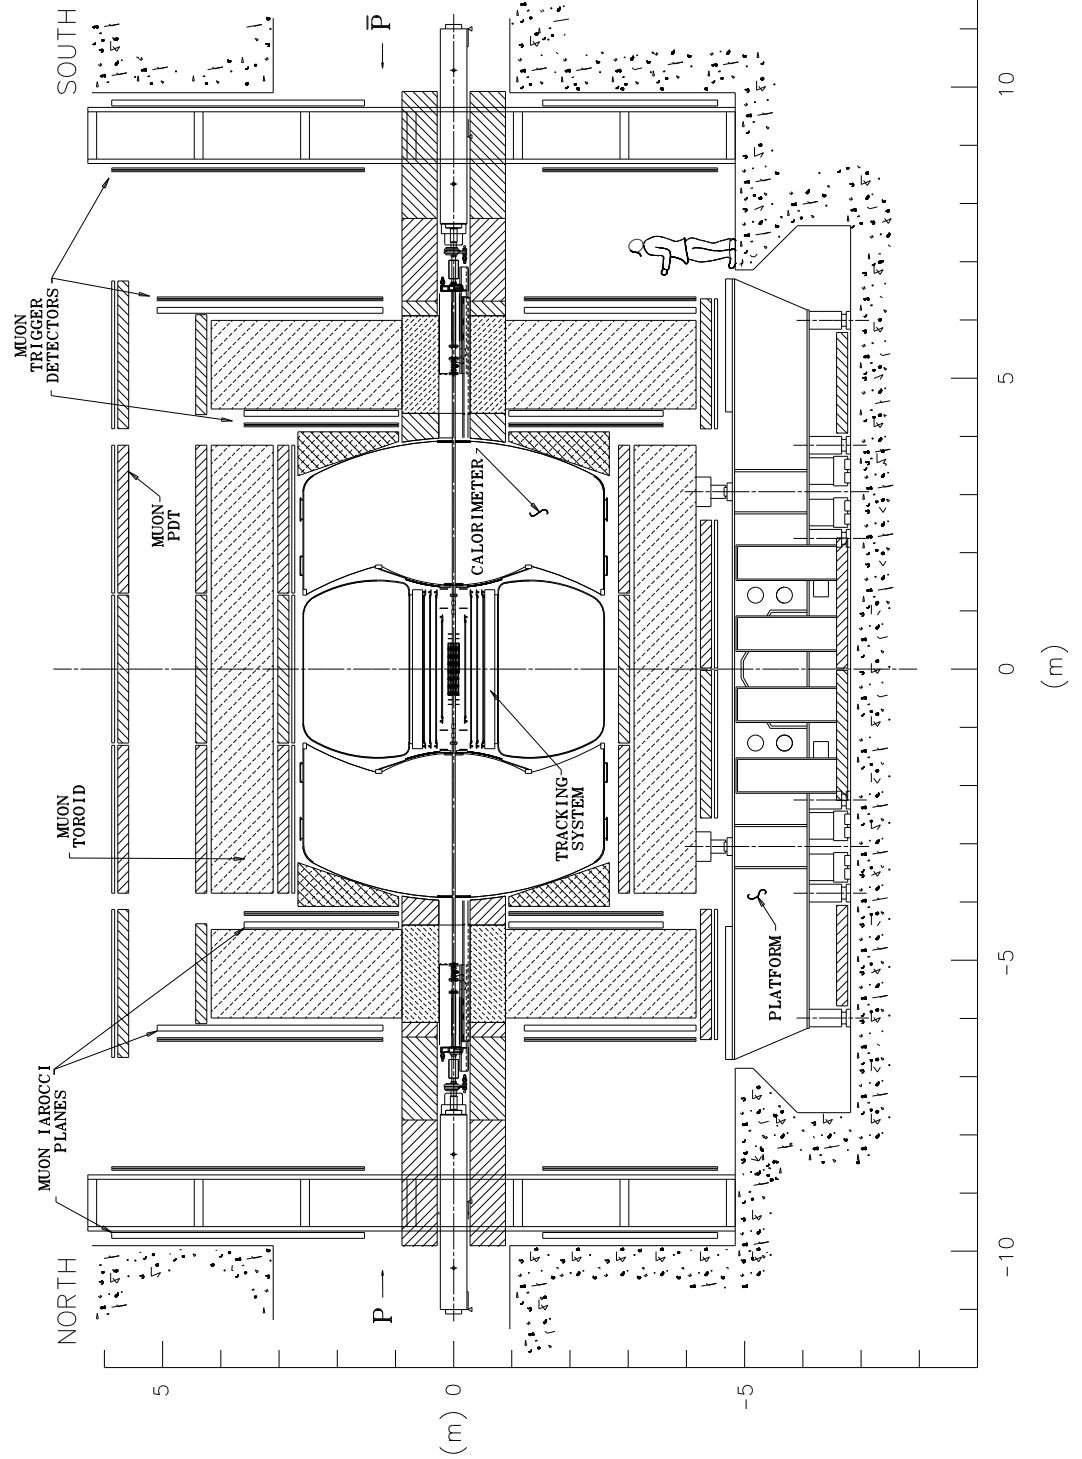 NORTH
SOUTH
MUON IAROCCI
PLANES
MUON
TOROID
MUON
PDT
MUON
TRIGGER
DETECTORS
P
P̅
TRACKING
SYSTEM
CALORIMETER
PLATFORM
5
0
-5
(m)
-10
-5
0
5
10
(m)